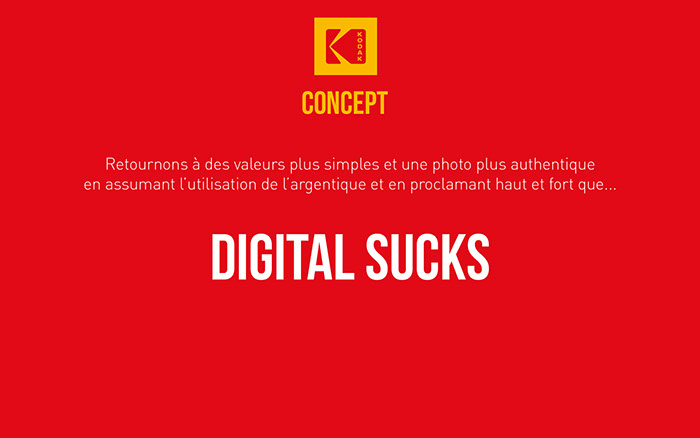 KODAK
CONCEPT
Retournons à des valeurs plus simples et une photo plus authentique
en assumant l’utilisation de l’argentique et en proclamant haut et fort que...
DIGITAL SUCKS